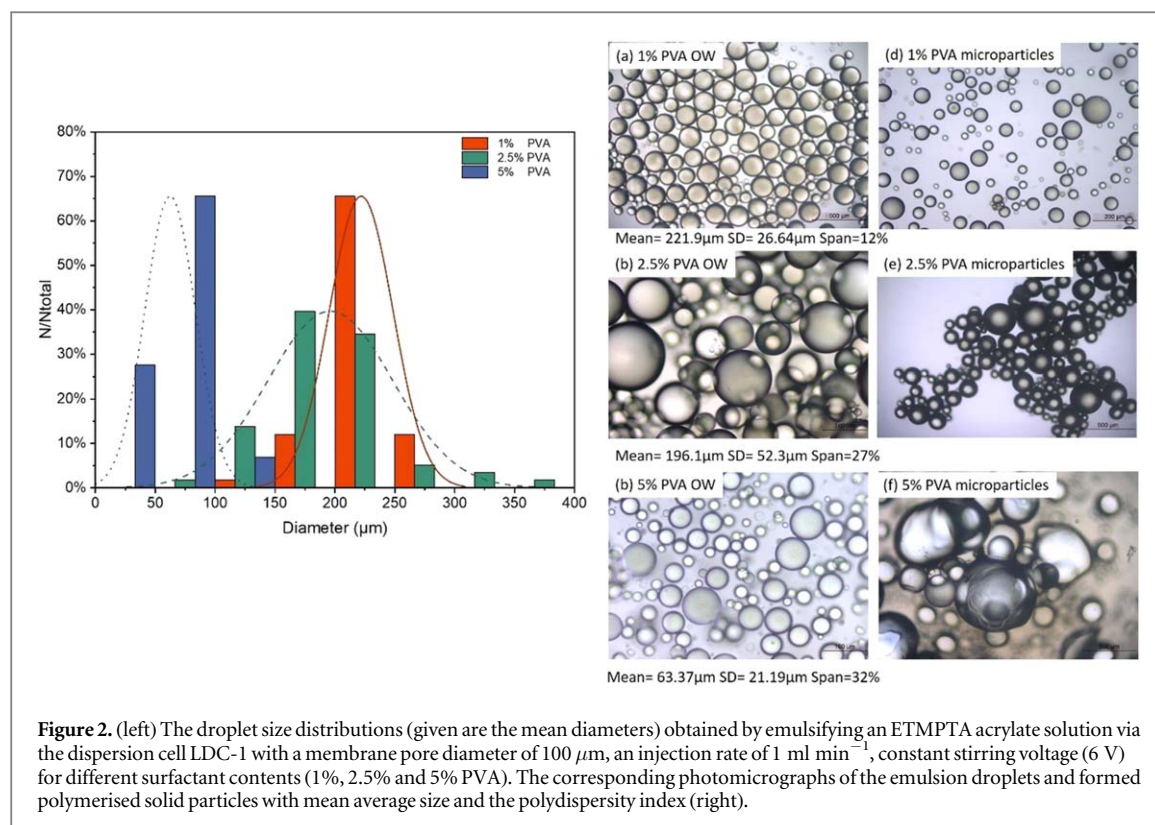 80%
70%
60%
50%
40%
30%
20%
10%
0%
N/Ntotal
0
50
100
150
200
250
300
350
400
Diameter (μm)
1% PVA
2.5% PVA
5% PVA
(a) 1% PVA OW
(d) 1% PVA microparticles
200 μm
Mean= 221.9μm SD= 26.64μm Span=12%
(b) 2.5% PVA OW
(e) 2.5% PVA microparticles
Mean= 196.1μm SD= 52.3μm Span=27%
(b) 5% PVA OW
(f) 5% PVA microparticles
Mean= 63.37μm SD= 21.19μm Span=32%
Figure 2. (left) The droplet size distributions (given are the mean diameters) obtained by emulsifying an ETMPTA acrylate solution via
the dispersion cell LDC-1 with a membrane pore diameter of 100 μm, an injection rate of 1 ml min⁻¹, constant stirring voltage (6 V)
for different surfactant contents (1%, 2.5% and 5% PVA). The corresponding photomicrographs of the emulsion droplets and formed
polymerised solid particles with mean average size and the polydispersity index (right).